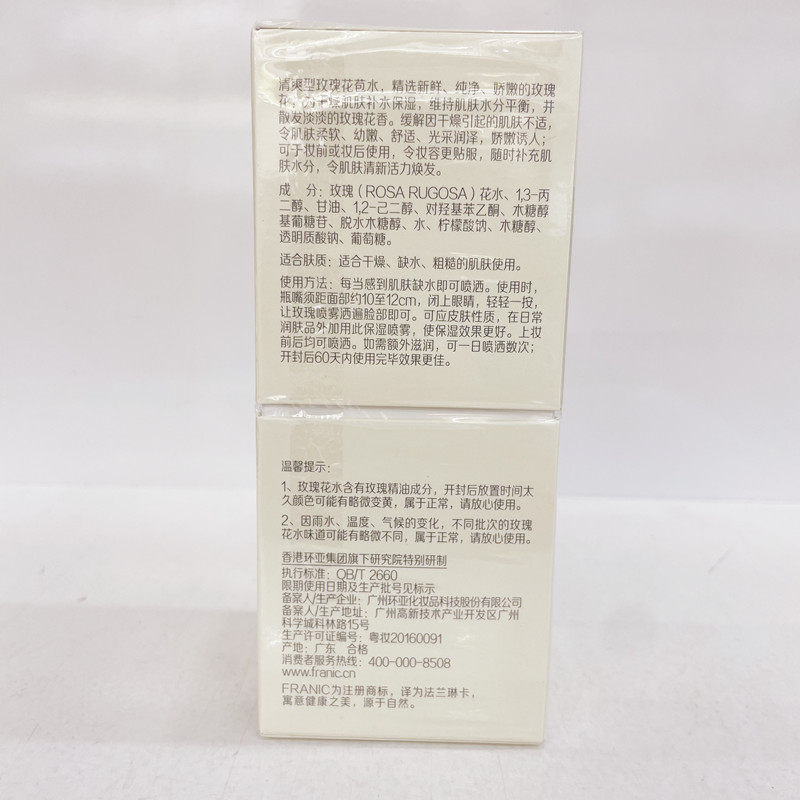 清爽型玫瑰花苞水，精选新鲜、纯净、娇嫩的玫瑰
花，为干燥肌肤补水保湿，维持肌肤水分平衡，并
散发淡淡的玫瑰花香。缓解因干燥引起的肌肤不适，
令肌肤柔软、幼嫩、舒适、光采润泽，娇嫩诱人；
可于妆前或妆后使用，令妆容更贴服，随时补充肌
肤水分，令肌肤清新活力焕发。
成 分：玫瑰（ROSA RUGOSA）花水、1,3-丙
二醇、甘油、1,2-己二醇、对羟基苯乙酮、木糖醇
基葡糖苷、脱水木糖醇、水、柠檬酸钠、木糖醇、
透明质酸钠、葡萄糖。
适合肤质：适合干燥、缺水、粗糙的肌肤使用。
使用方法：每当感到肌肤缺水即可喷洒。使用时，
瓶嘴须距面部约10至12cm，闭上眼睛，轻轻一按，
让玫瑰喷雾洒遍脸部即可。可应皮肤性质，在日常
润肤品外加用此保湿喷雾，使保湿效果更好。上妆
前后均可喷洒。如需额外滋润，可一日喷洒数次；
开封后60天内使用完毕效果更佳。
温馨提示：
1、玫瑰花水含有玫瑰精油成分，开封后放置时间太
久颜色可能有略微变黄，属于正常，请放心使用。
2、因雨水、温度、气候的变化，不同批次的玫瑰
花水味道可能有略微不同，属于正常，请放心使用。
香港环亚集团旗下研究院特别研制
执行标准：QB/T 2660
限期使用日期及生产批号见标示
备案人/生产企业：广州环亚化妆品科技股份有限公司
备案人/生产地址：广州高新技术产业开发区广州
科学城科林路15号
生产许可证编号：粤妆20160091
产地：广东 合格
消费者服务热线：400-000-8508
www.franic.cn
FRANIC为注册商标，译为法兰琳卡，
寓意健康之美，源于自然。